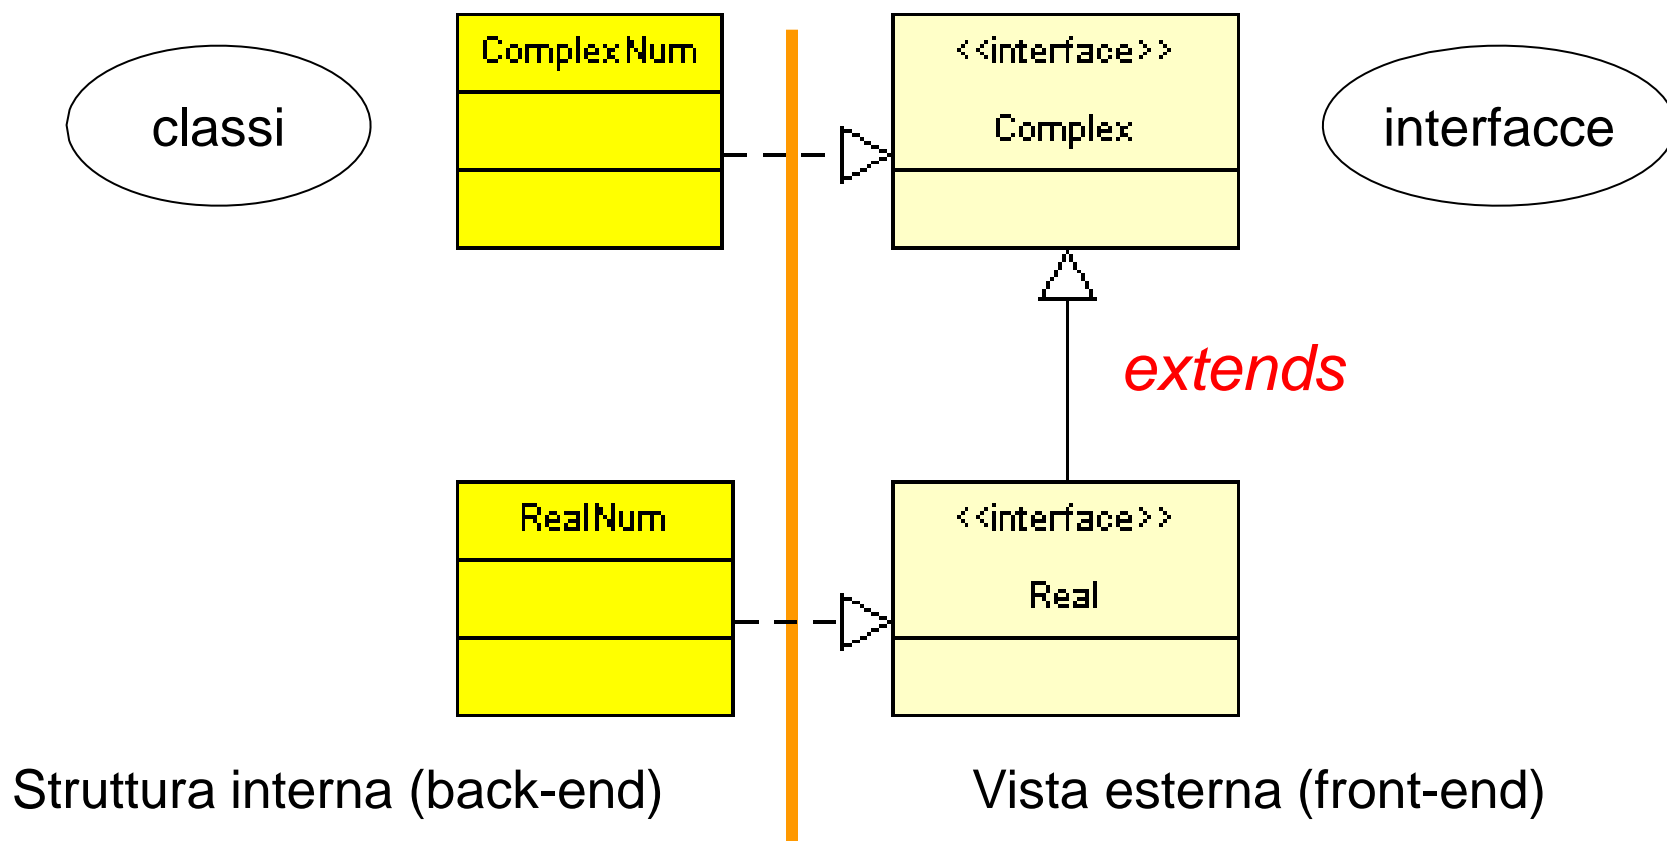 ComplexNum
<<interface>>
Complex
classi
interfacce
extends
RealNum
<<interface>>
Real
Struttura interna (back-end)
Vista esterna (front-end)